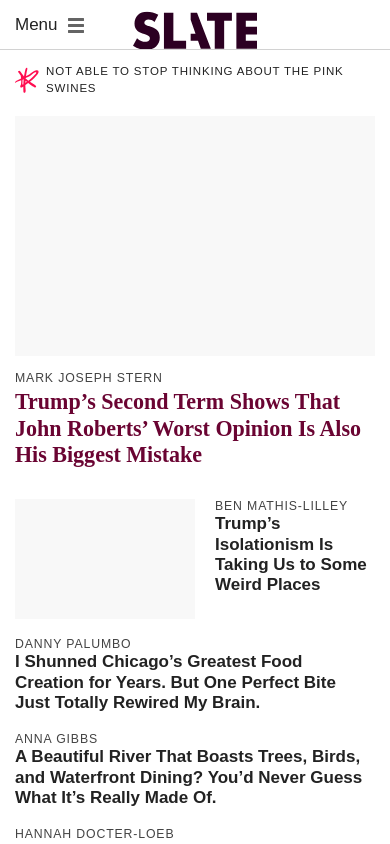 Menu
SLATE
NOT ABLE TO STOP THINKING ABOUT THE PINK
SWINES
MARK JOSEPH STERN
Trump’s Second Term Shows That
John Roberts’ Worst Opinion Is Also
His Biggest Mistake
BEN MATHIS-LILLEY
Trump’s
Isolationism Is
Taking Us to Some
Weird Places
DANNY PALUMBO
I Shunned Chicago’s Greatest Food
Creation for Years. But One Perfect Bite
Just Totally Rewired My Brain.
ANNA GIBBS
A Beautiful River That Boasts Trees, Birds,
and Waterfront Dining? You’d Never Guess
What It’s Really Made Of.
HANNAH DOCTER-LOEB